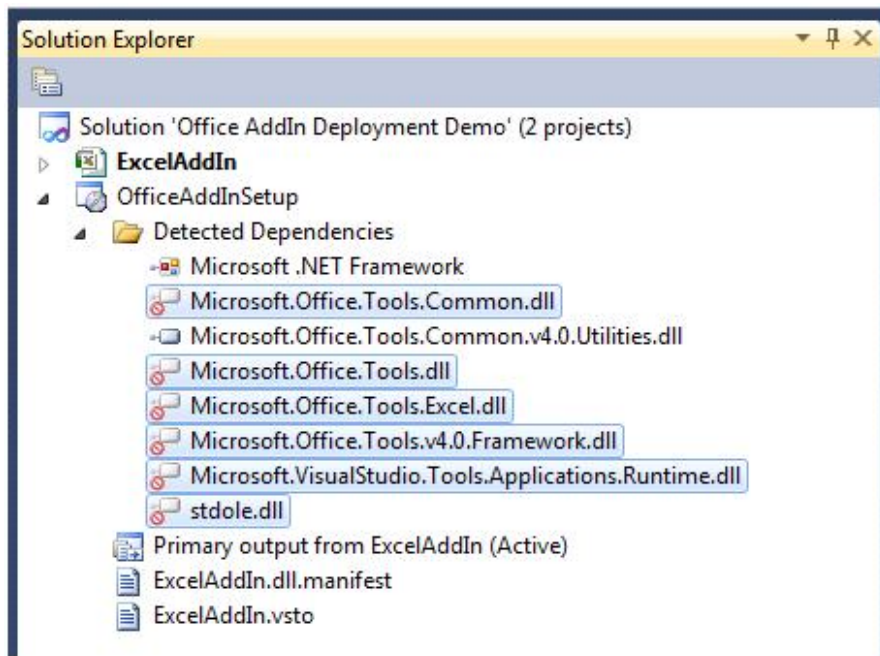 Solution Explorer
Solution 'Office AddIn Deployment Demo' (2 projects)
ExcelAddIn
OfficeAddInSetup
Detected Dependencies
Microsoft .NET Framework
Microsoft.Office.Tools.Common.dll
Microsoft.Office.Tools.Common.v4.0.Utilities.dll
Microsoft.Office.Tools.dll
Microsoft.Office.Tools.Excel.dll
Microsoft.Office.Tools.v4.0.Framework.dll
Microsoft.VisualStudio.Tools.Applications.Runtime.dll
stdole.dll
Primary output from ExcelAddIn (Active)
ExcelAddIn.dll.manifest
ExcelAddIn.vsto